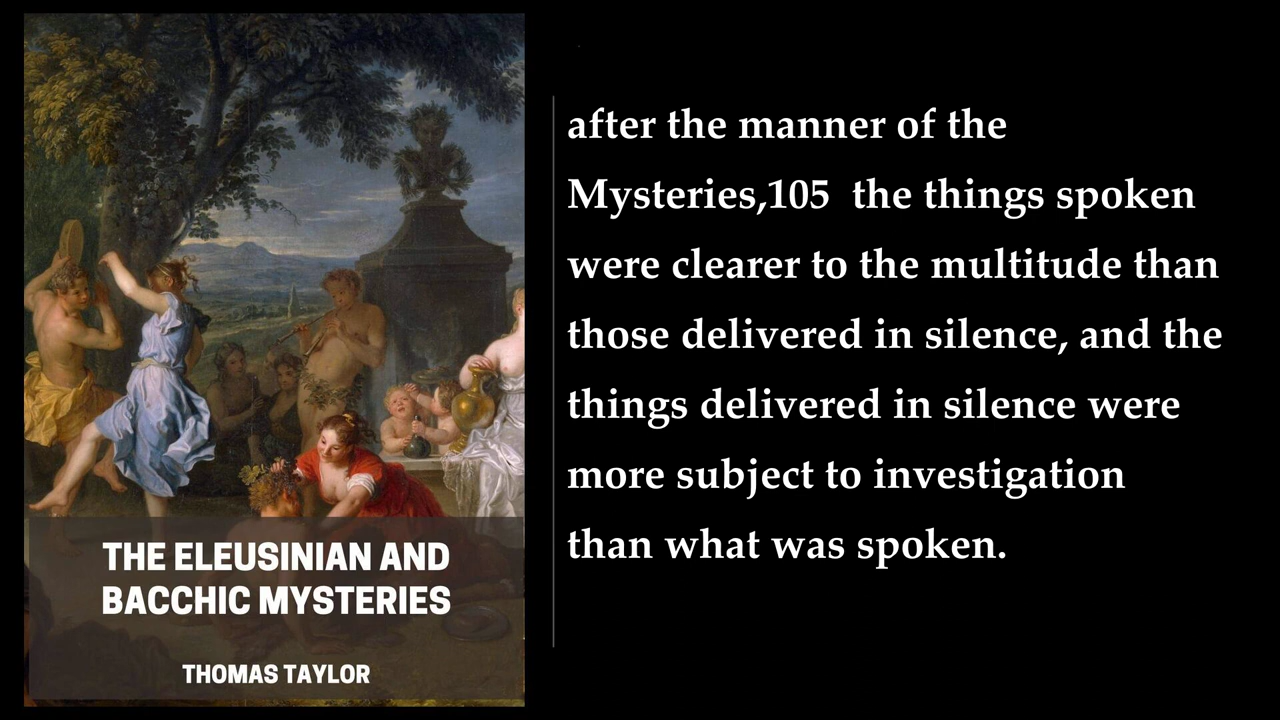 THE ELEUSINIAN AND
BACCHIC MYSTERIES
THOMAS TAYLOR
after the manner of the
Mysteries,105  the things spoken
were clearer to the multitude than
those delivered in silence, and the
things delivered in silence were
more subject to investigation
than what was spoken.